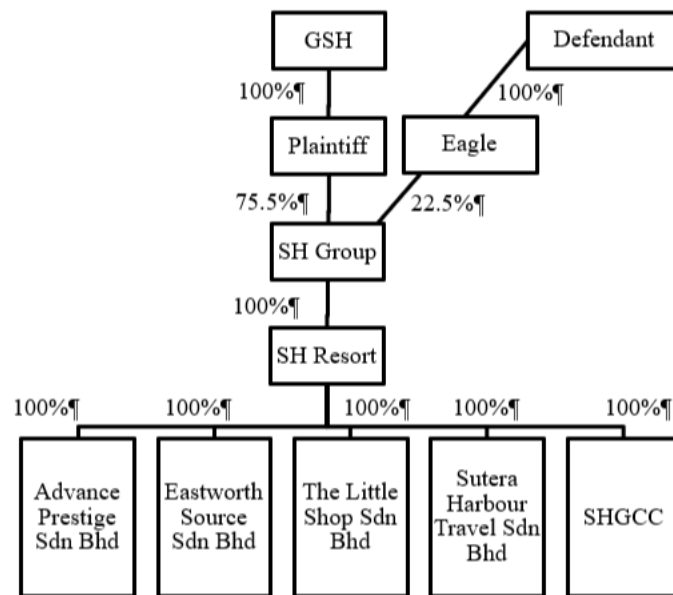 GSH
Defendant
100%¶
100%¶
Plaintiff
Eagle
75.5%¶
22.5%¶
SH Group
100%¶
SH Resort
100%¶
100%¶
100%¶
100%¶
100%¶
Advance
Prestige
Sdn Bhd
Eastworth
Source
Sdn Bhd
The Little
Shop Sdn
Bhd
Sutera
Harbour
Travel Sdn
Bhd
SHGCC